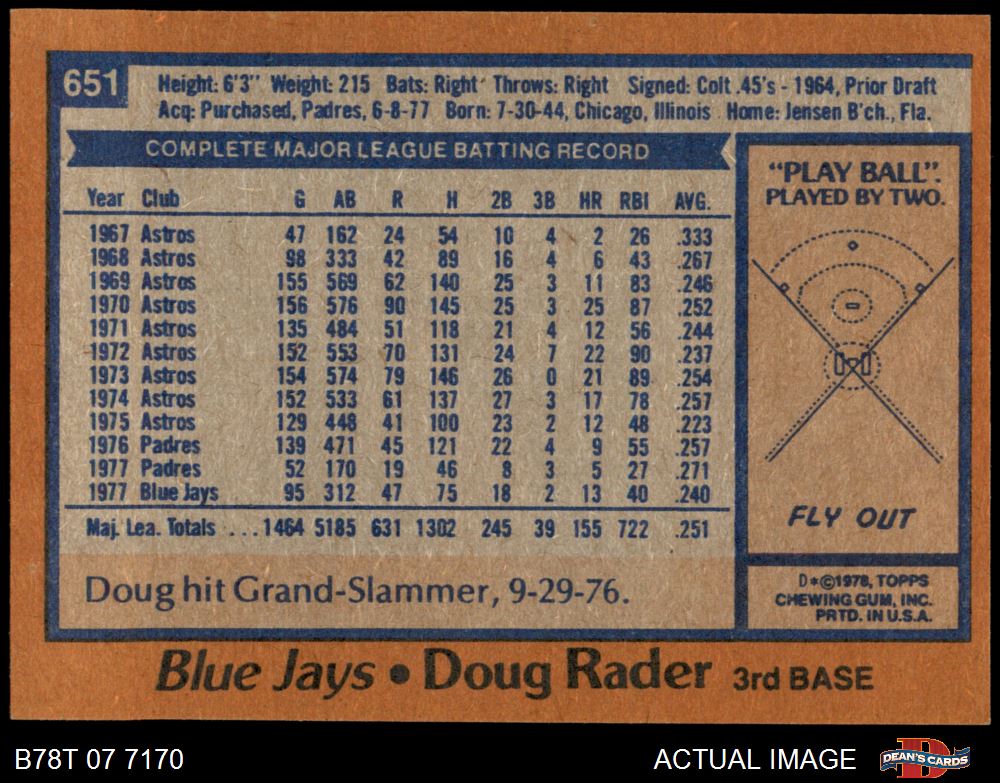 651
Height: 6'3" Weight: 215 Bats: Right Throws: Right Signed: Colt .45's - 1964, Prior Draft
Acq: Purchased, Padres, 6-8-77 Born: 7-30-44, Chicago, Illinois Home: Jensen B'ch., Fla.
COMPLETE MAJOR LEAGUE BATTING RECORD
Year Club G AB R H 2B 3B HR RBI AVG.
1967 Astros 47 162 24 54 10 4 2 26 .333
1968 Astros 98 333 42 89 16 4 6 43 .267
1969 Astros 155 569 62 140 25 3 11 83 .246
1970 Astros 156 576 90 145 25 3 25 87 .252
1971 Astros 135 484 51 118 21 4 12 56 .244
1972 Astros 152 553 70 131 24 7 22 90 .237
1973 Astros 154 574 79 146 26 0 21 89 .254
1974 Astros 152 533 61 137 27 3 17 78 .257
1975 Astros 129 448 41 100 23 2 12 48 .223
1976 Padres 139 471 45 121 22 4 9 55 .257
1977 Padres 52 170 19 46 8 3 5 27 .271
1977 Blue Jays 95 312 47 75 18 2 13 40 .240
Maj. Lea. Totals ... 1464 5185 631 1302 245 39 155 722 .251
Doug hit Grand-Slammer, 9-29-76.
"PLAY BALL".
PLAYED BY TWO.
FLY OUT
D*©1978, TOPPS
CHEWING GUM, INC.
PRTD. IN U.S.A.
Blue Jays • Doug Rader 3rd BASE
B78T 07 7170
ACTUAL IMAGE
DEAN'S CARDS